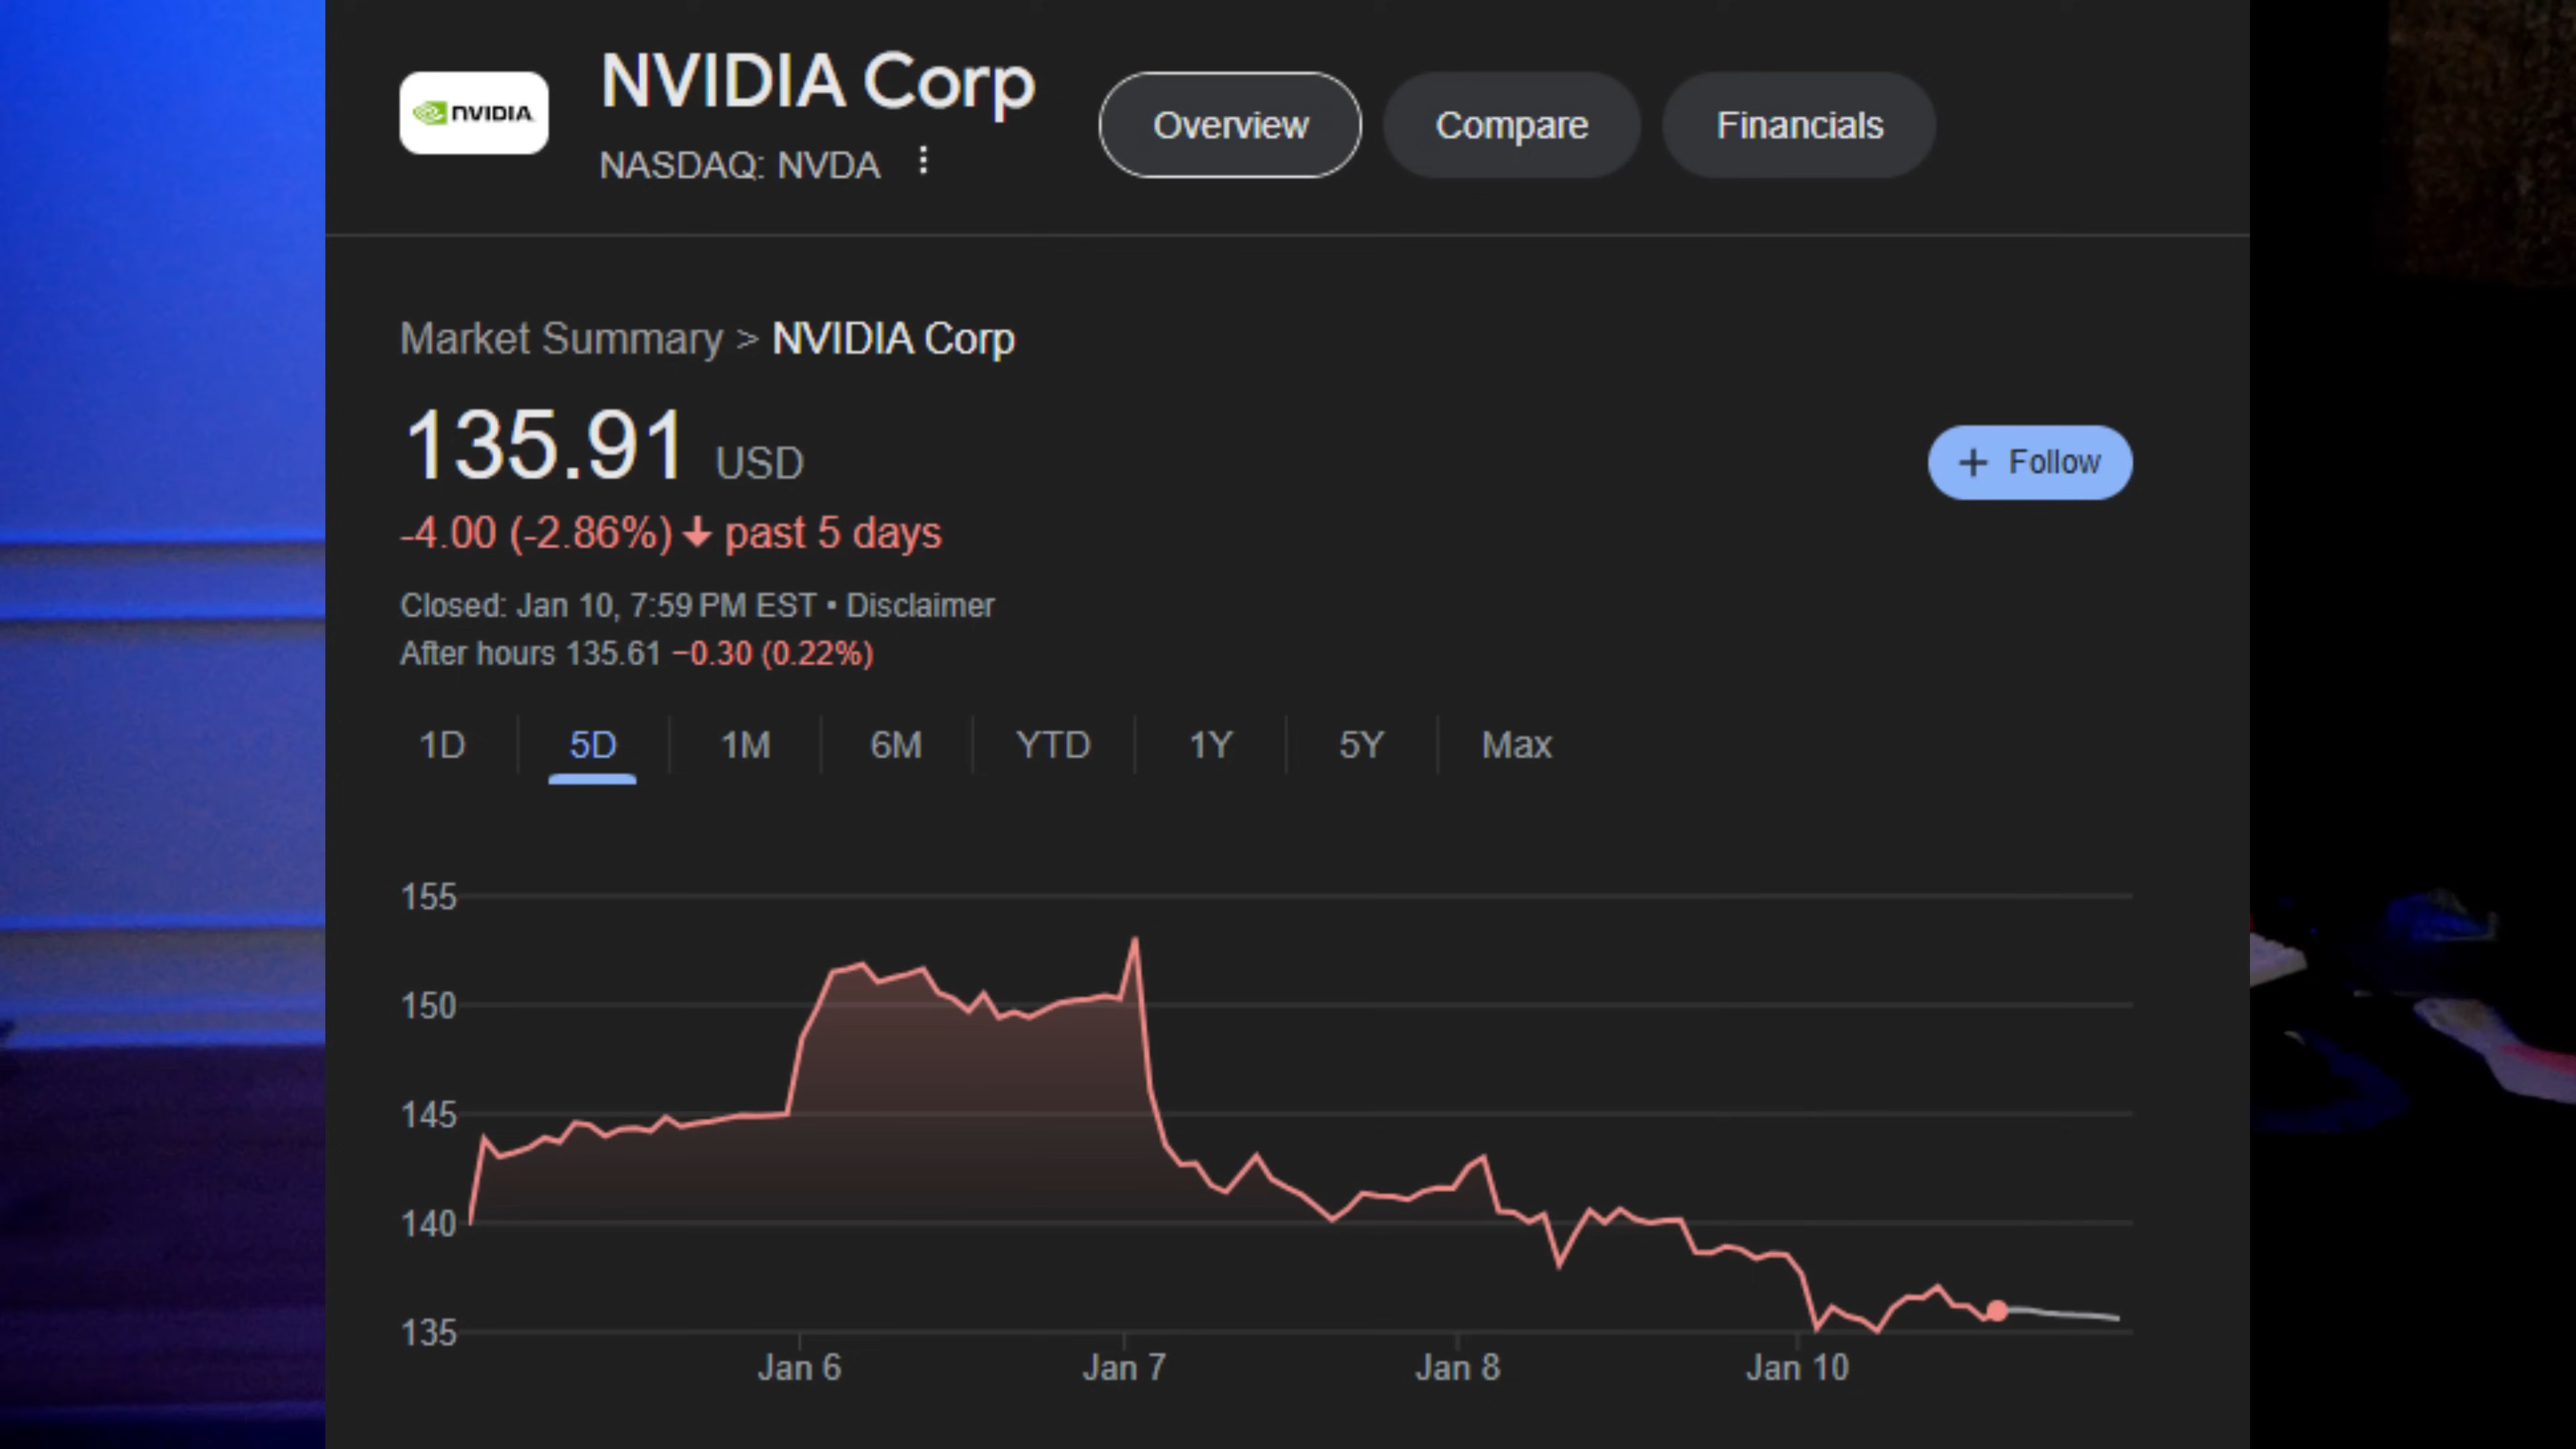 NVIDIA
NVIDIA Corp
NASDAQ: NVDA
Overview
Compare
Financials
Market Summary > NVIDIA Corp
135.91 USD
+ Follow
-4.00 (-2.86%) ↓ past 5 days
Closed: Jan 10, 7:59 PM EST • Disclaimer
After hours 135.61 −0.30 (0.22%)
1D
5D
1M
6M
YTD
1Y
5Y
Max
155
150
145
140
135
Jan 6
Jan 7
Jan 8
Jan 10